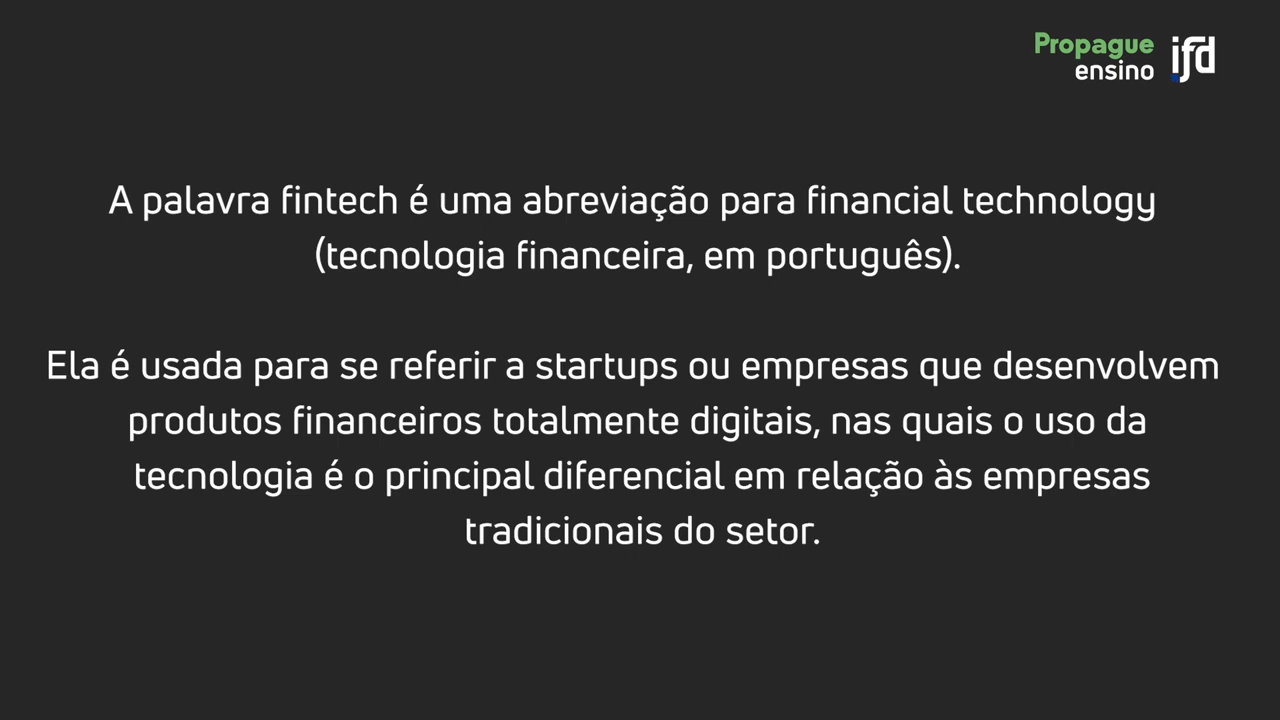 Propague
ensino
ifd
A palavra fintech é uma abreviação para financial technology
(tecnologia financeira, em português).
Ela é usada para se referir a startups ou empresas que desenvolvem
produtos financeiros totalmente digitais, nas quais o uso da
tecnologia é o principal diferencial em relação às empresas
tradicionais do setor.